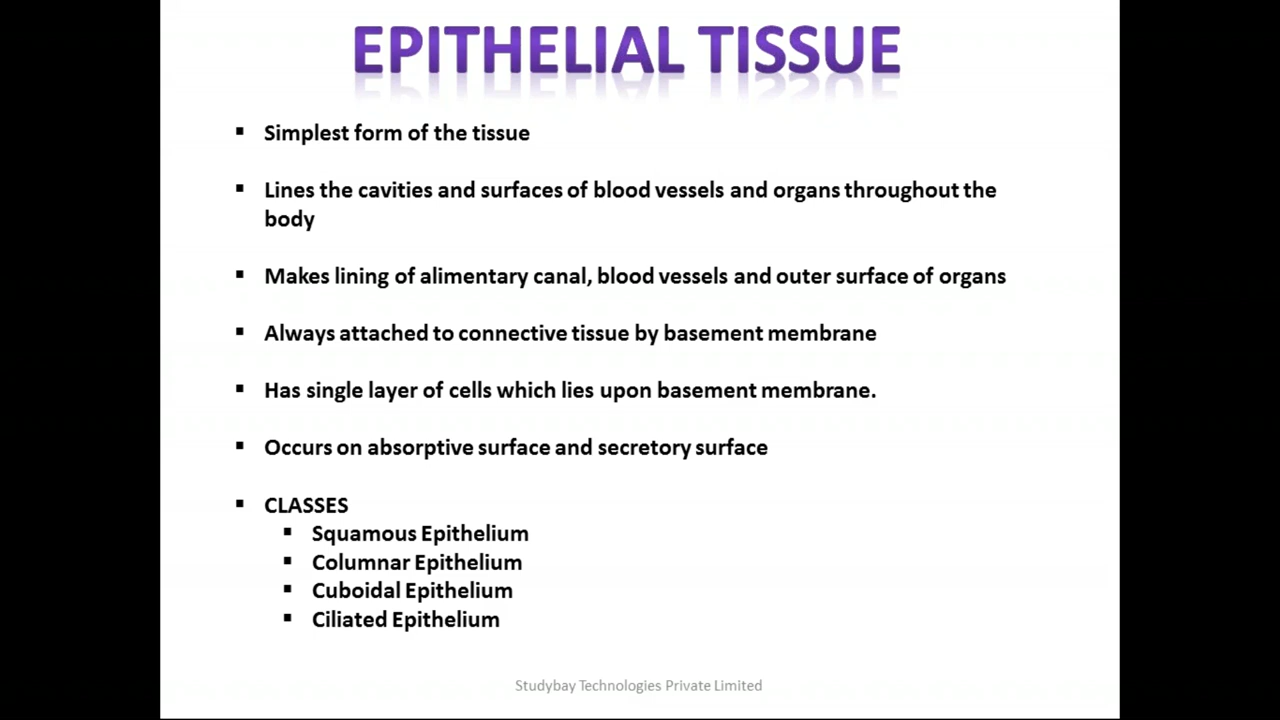 EPITHELIAL TISSUE
▪ Simplest form of the tissue
▪ Lines the cavities and surfaces of blood vessels and organs throughout the
body
▪ Makes lining of alimentary canal, blood vessels and outer surface of organs
▪ Always attached to connective tissue by basement membrane
▪ Has single layer of cells which lies upon basement membrane.
▪ Occurs on absorptive surface and secretory surface
▪ CLASSES
▪ Squamous Epithelium
▪ Columnar Epithelium
▪ Cuboidal Epithelium
▪ Ciliated Epithelium
Studybay Technologies Private Limited